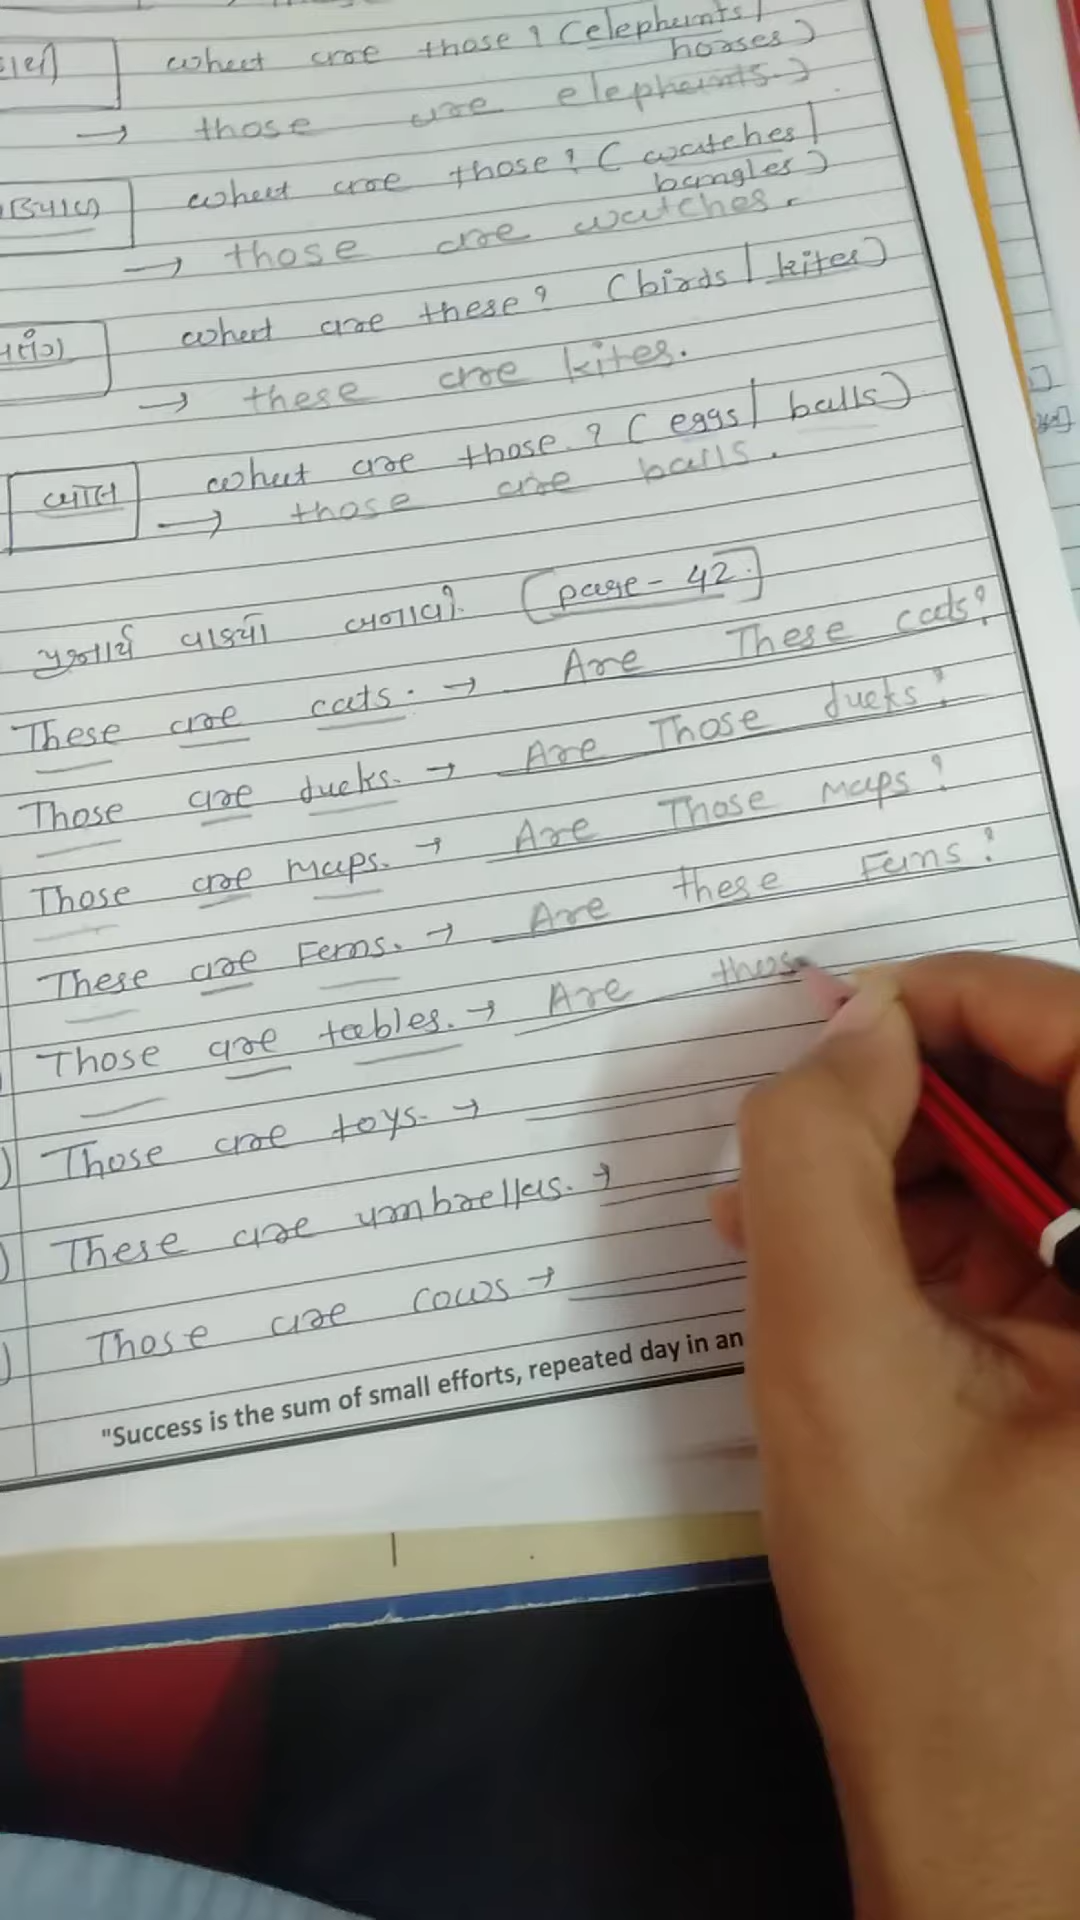 what are those? (elephants/
horses)
→ those are elephants.
what are those? (watches/
bangles)
→ those are watches.
what are these? (birds/kites)
→ these are kites.
બોલ what are those.? (eggs/balls)
→ those are balls.
પ્રશ્નાર્થ વાક્યો બનાવો. [page-42.]
These are cats. → Are These cats?
Those are ducks. → Are Those ducks?
Those are Maps. → Are Those Maps?
These are Fans. → Are these Fans?
Those are tables. → Are thos
) Those are toys. →
) These are umbrellas. →
) Those are cows →
"Success is the sum of small efforts, repeated day in an